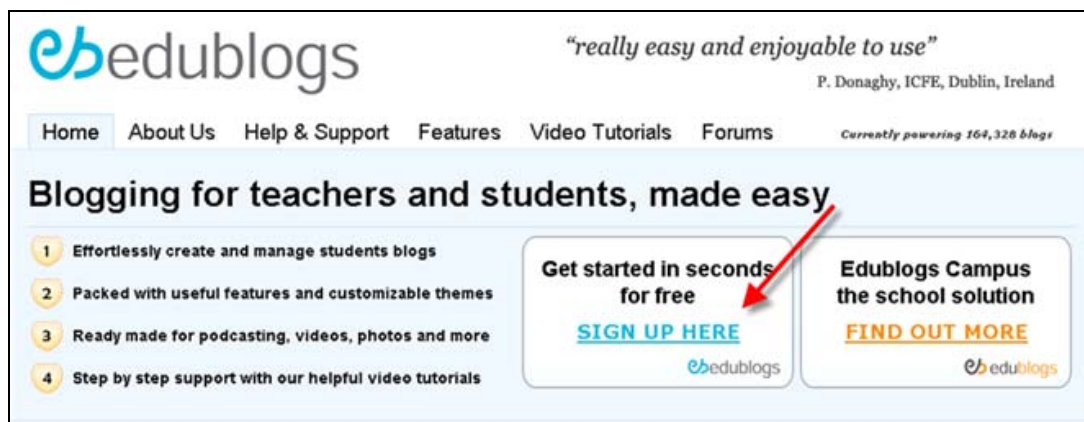 edublogs
“really easy and enjoyable to use”
P. Donaghy, ICFE, Dublin, Ireland
Home About Us Help & Support Features Video Tutorials Forums
Currently powering 164,328 blogs
Blogging for teachers and students, made easy
1 Effortlessly create and manage students blogs
2 Packed with useful features and customizable themes
3 Ready made for podcasting, videos, photos and more
4 Step by step support with our helpful video tutorials
Get started in seconds
for free
SIGN UP HERE
edublogs
Edublogs Campus
the school solution
FIND OUT MORE
edublogs